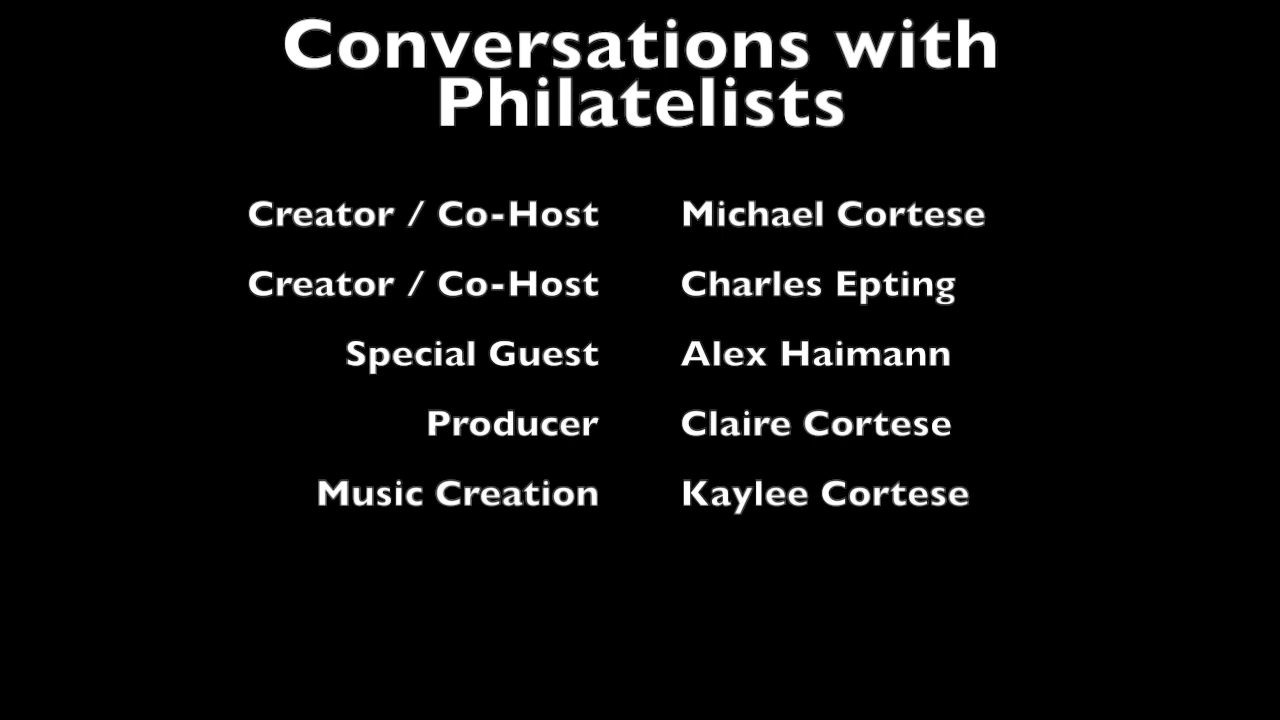 Conversations with
Philatelists
Creator / Co-Host Michael Cortese
Creator / Co-Host Charles Epting
Special Guest Alex Haimann
Producer Claire Cortese
Music Creation Kaylee Cortese